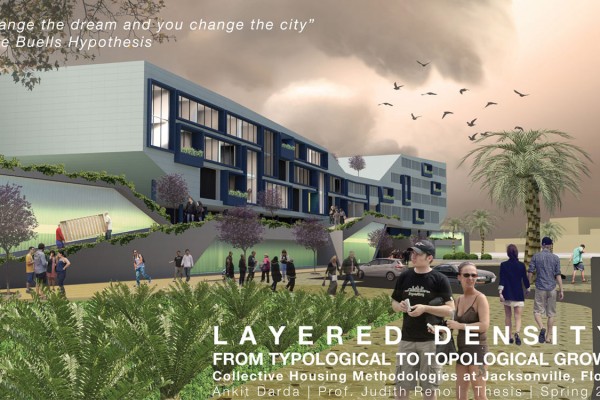 ange the dream and you change the city”
e Buells Hypothesis
LAYERED DENSITY
FROM TYPOLOGICAL TO TOPOLOGICAL GROW
Collective Housing Methodologies at Jacksonville, Flo
Ankit Darda | Prof. Judith Reno | Thesis | Spring 2